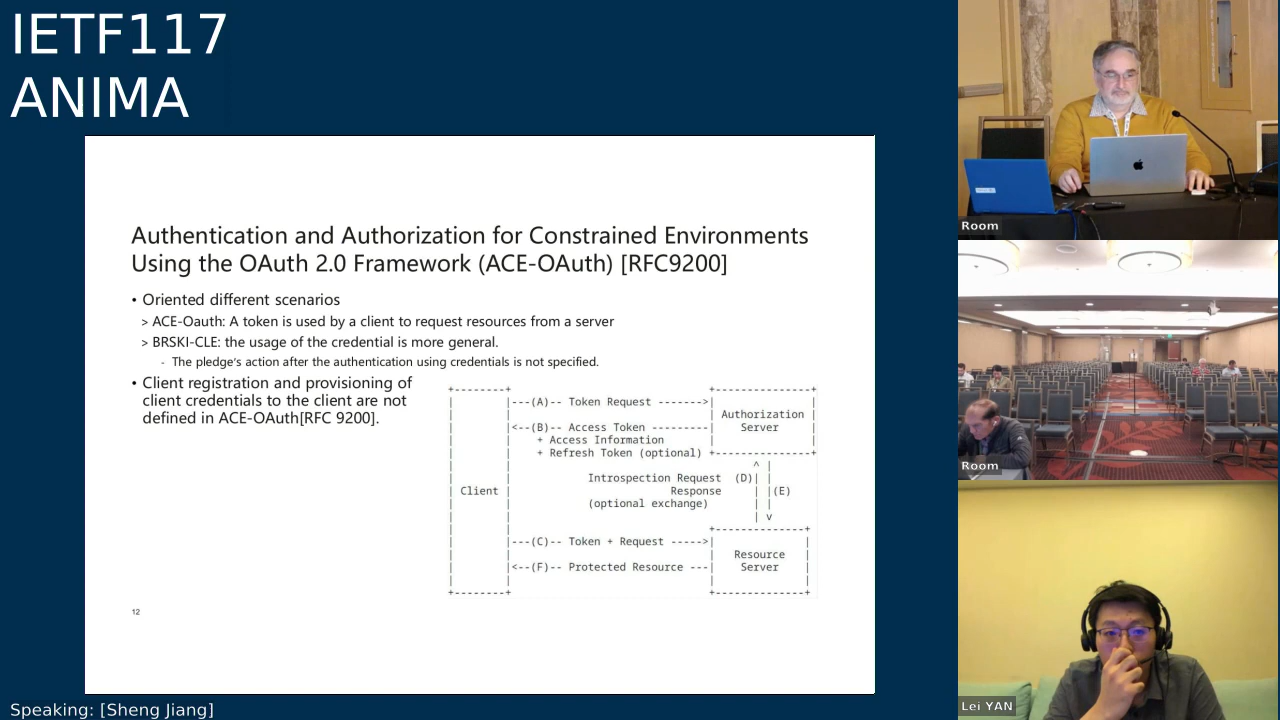 IETF117
ANIMA
Authentication and Authorization for Constrained Environments
Using the OAuth 2.0 Framework (ACE-OAuth) [RFC9200]
• Oriented different scenarios
> ACE-Oauth: A token is used by a client to request resources from a server
> BRSKI-CLE: the usage of the credential is more general.
- The pledge's action after the authentication using credentials is not specified.
• Client registration and provisioning of
client credentials to the client are not
defined in ACE-OAuth[RFC 9200].
+--------+                               +---------------+
|        |---(A)-- Token Request ------->|               |
|        |                               | Authorization |
|        |<--(B)-- Access Token ---------|    Server     |
|        |    + Access Information       |               |
|        |    + Refresh Token (optional) +---------------+
|        |                                      ^ |
|        |            Introspection Request  (D)| |
| Client |                         Response     | |(E)
|        |            (optional exchange)       | |
|        |                                      | v
|        |                               +--------------+
|        |---(C)-- Token + Request ----->|              |
|        |                               |   Resource   |
|        |<--(F)-- Protected Resource ---|    Server    |
|        |                               |              |
+--------+                               +--------------+
12
Speaking: [Sheng Jiang]
Room
Room
Lei YAN